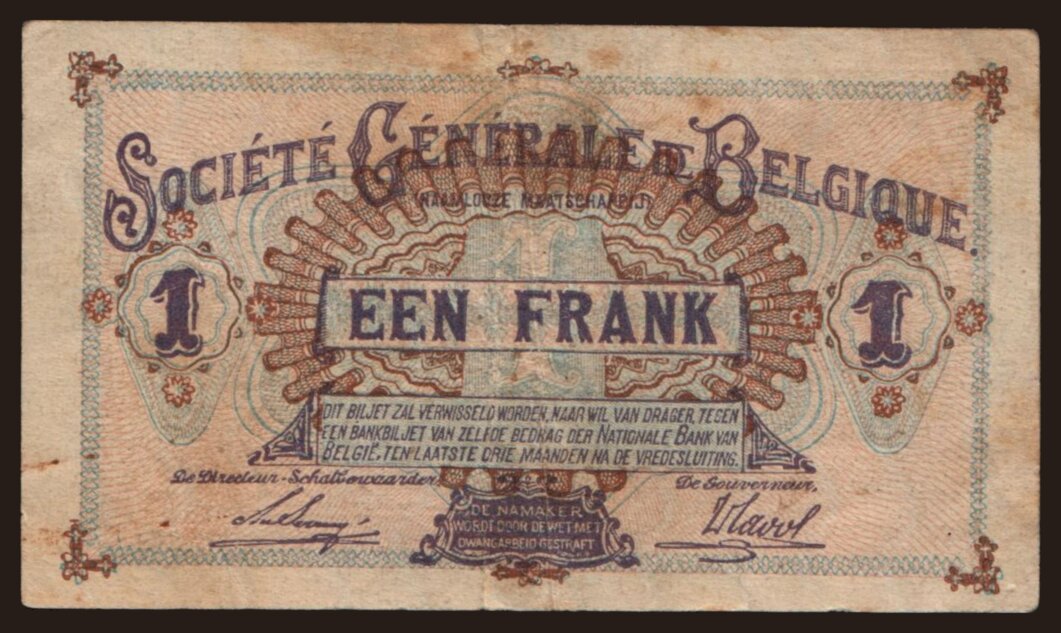 Société Générale de Belgique.
NAAMLOOZE MAATSCHAPPIJ
1 EEN FRANK 1
1
DIT BILJET ZAL VERWISSELD WORDEN, NAAR WIL VAN DRAGER, TEGEN
EEN BANKBILJET VAN ZELFDE BEDRAG DER NATIONALE BANK VAN
BELGIË, TEN LAATSTE DRIE MAANDEN NA DE VREDESLUITING.
De Directeur-Schatbewaarder,
De Gouverneur,
DE NAMAKER
WORDT DOOR DE WET MET
DWANGARBEID GESTRAFT